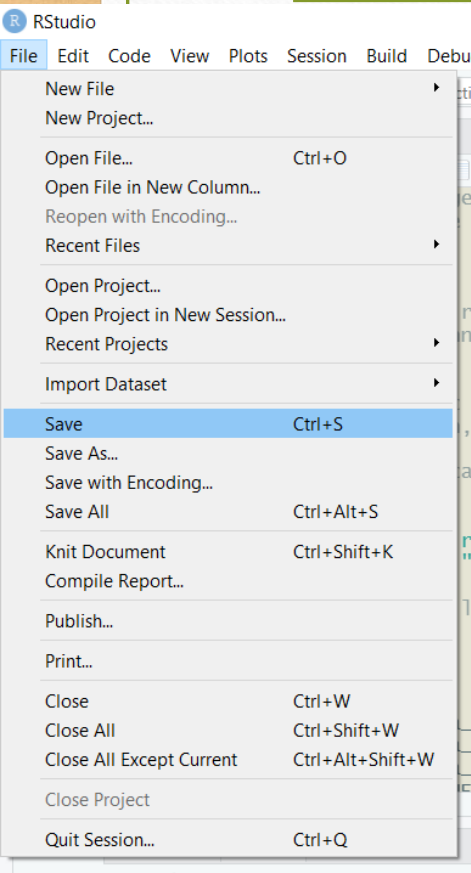 R RStudio
File Edit Code View Plots Session Build Debu
New File
New Project...
Open File... Ctrl+O
Open File in New Column...
Reopen with Encoding...
Recent Files
Open Project...
Open Project in New Session...
Recent Projects
Import Dataset
Save Ctrl+S
Save As...
Save with Encoding...
Save All Ctrl+Alt+S
Knit Document Ctrl+Shift+K
Compile Report...
Publish...
Print...
Close Ctrl+W
Close All Ctrl+Shift+W
Close All Except Current Ctrl+Alt+Shift+W
Close Project
Quit Session... Ctrl+Q